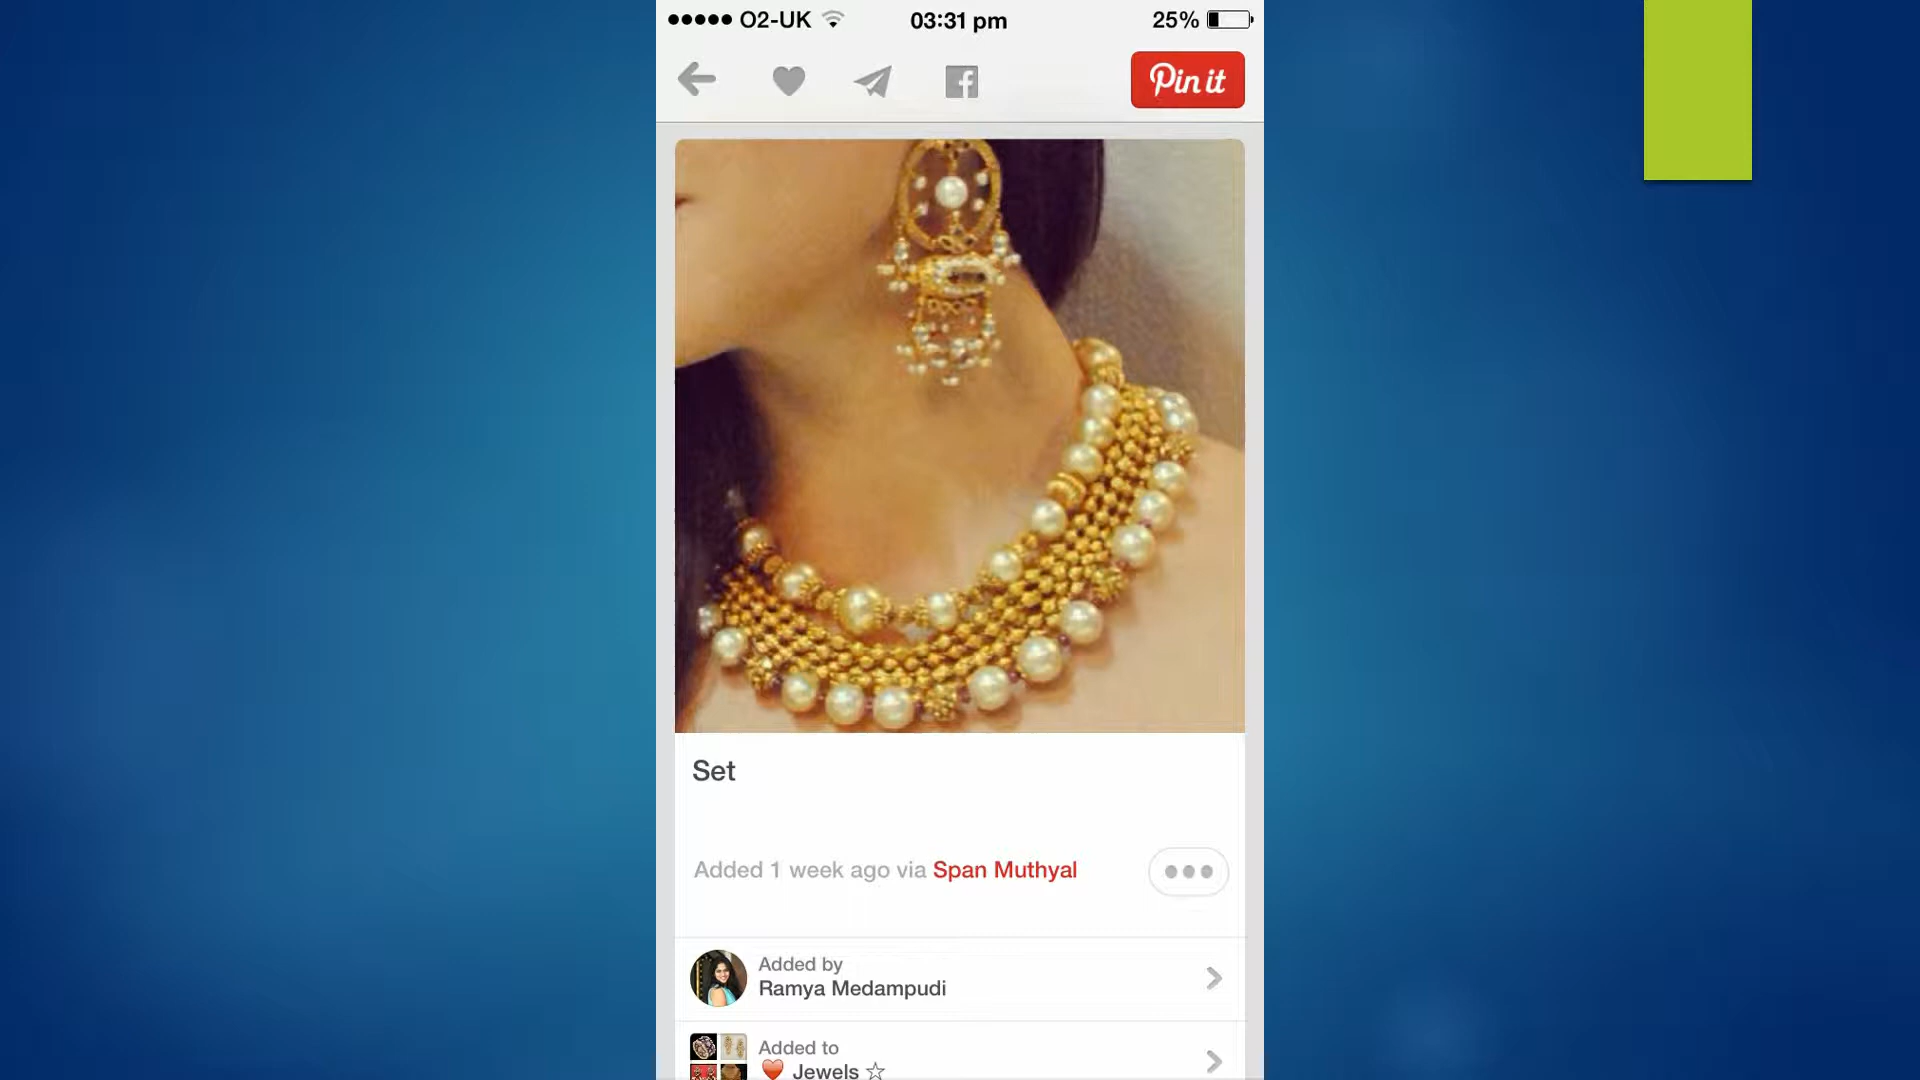 O2-UK 03:31 pm 25%
Pin it
Set
Added 1 week ago via Span Muthyal
Added by
Ramya Medampudi
Added to
❤️ Jewels ☆